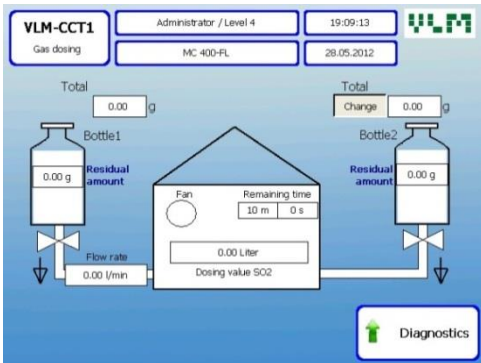 VLM-CCT1
Gas dosing
Administrator / Level 4
19:09:13
VLM
MC 400-FL
28.05.2012
Total
0.00 g
Bottle1
0.00 g
Residual
amount
Total
Change
0.00 g
Bottle2
Residual
amount
0.00 g
Fan
Remaining time
10 m
0 s
0.00 Liter
Dosing value SO2
Flow rate
0.00 l/min
Diagnostics